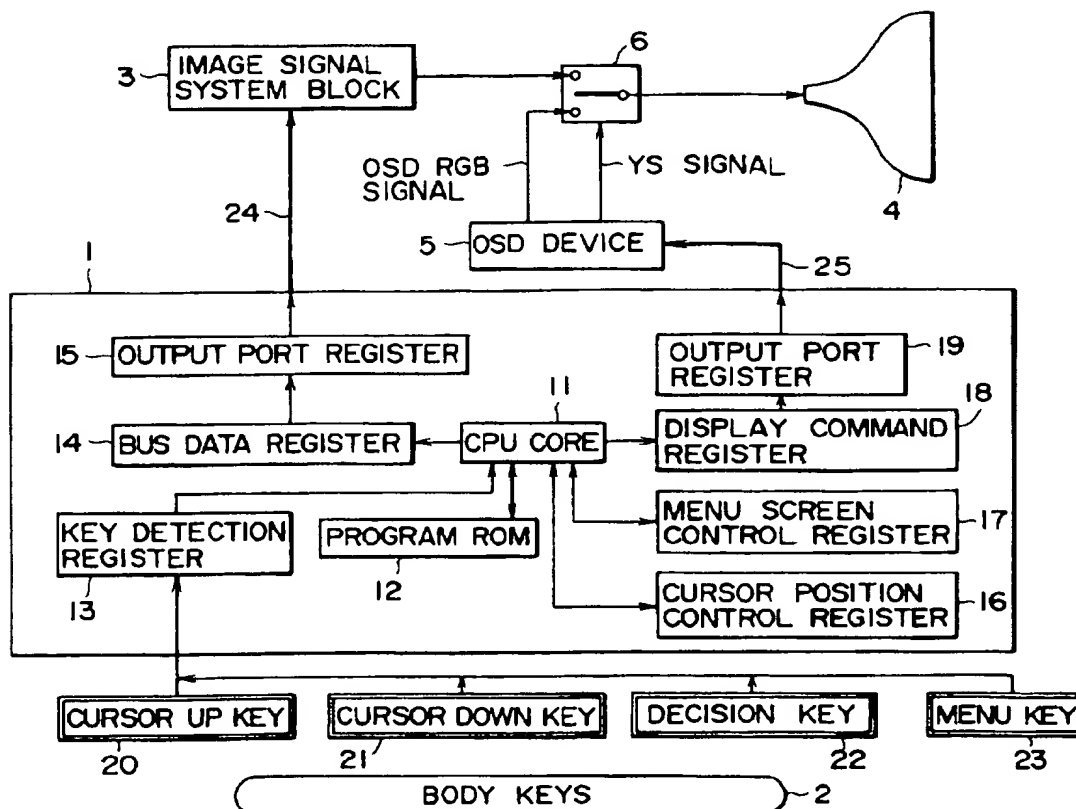 3
IMAGE SIGNAL
SYSTEM BLOCK
6
4
OSD RGB
SIGNAL
YS SIGNAL
24
5
OSD DEVICE
25
1
15
OUTPUT PORT REGISTER
OUTPUT PORT
REGISTER
19
14
BUS DATA REGISTER
11
CPU CORE
DISPLAY COMMAND
REGISTER
18
KEY DETECTION
REGISTER
13
PROGRAM ROM
12
MENU SCREEN
CONTROL REGISTER
17
CURSOR POSITION
CONTROL REGISTER
16
CURSOR UP KEY
20
CURSOR DOWN KEY
21
DECISION KEY
22
MENU KEY
23
BODY KEYS
2